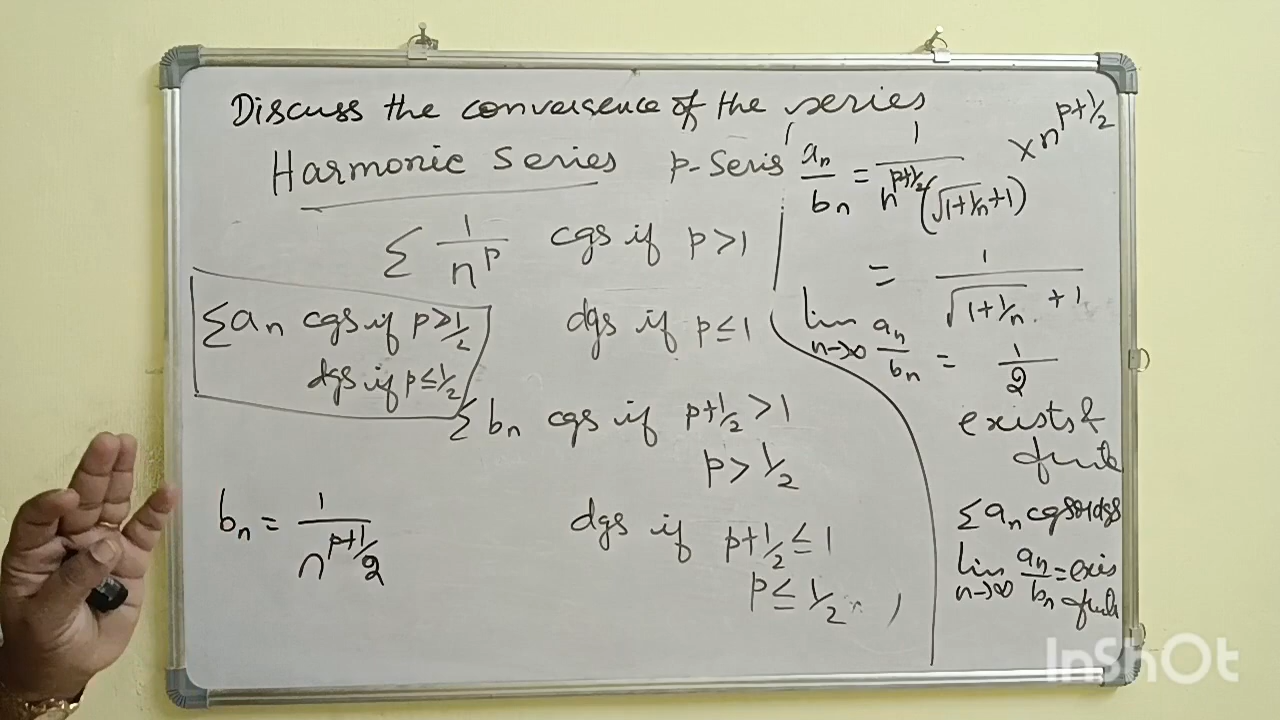 Discuss the conversence of the series
Harmonic Series p-Seris
Σ 1/n^p cgs if p>1
dgs if p≤1
Σan cgs if p>1/2
dgs if p≤1/2
Σbn cgs if p+1/2>1
p>1/2
bn = 1/n^(p+1/2)
dgs if p+1/2≤1
p≤1/2
an/bn = 1/(n^(p+1/2)(√(1+1/n)+1)) × n^(p+1/2)
= 1/(√(1+1/n)+1)
lim n→∞ an/bn = 1/2
exists &
finite
Σan cgs or dgs
lim n→∞ an/bn = exis
finite
InShOt